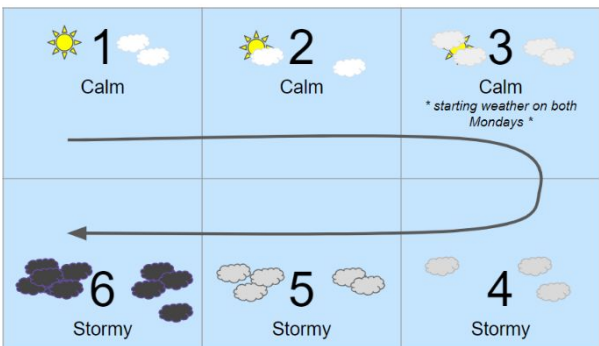 1
Calm
2
Calm
3
Calm
* starting weather on both
Mondays *
6
Stormy
5
Stormy
4
Stormy